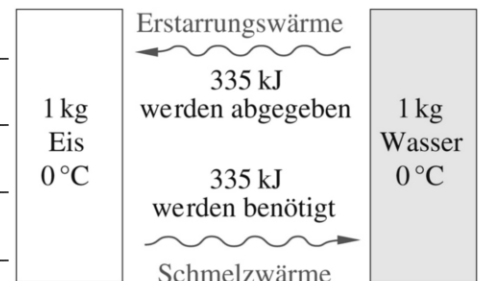 Erstarrungswärme
335 kJ
werden abgegeben
1 kg
Eis
0 °C
1 kg
Wasser
0 °C
335 kJ
werden benötigt
Schmelzwärme